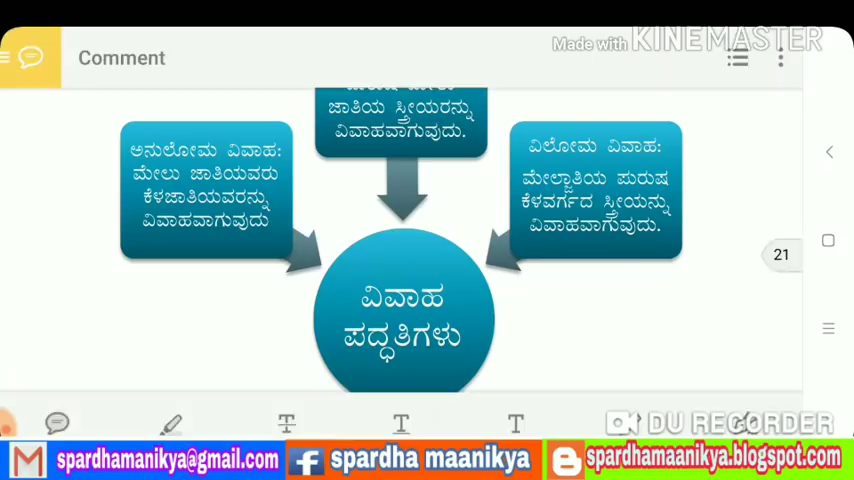 Made with KINEMASTER
Comment
ಜಾತಿಯ ಸ್ತ್ರೀಯರನ್ನು
ವಿವಾಹವಾಗುವುದು.
ಅನುಲೋಮ ವಿವಾಹ:
ಮೇಲು ಜಾತಿಯವರು
ಕೆಳಜಾತಿಯವರನ್ನು
ವಿವಾಹವಾಗುವುದು
ವಿಲೋಮ ವಿವಾಹ:
ಮೇಲ್ಜಾತಿಯ ಪುರುಷ
ಕೆಳವರ್ಗದ ಸ್ತ್ರೀಯನ್ನು
ವಿವಾಹವಾಗುವುದು.
21
ವಿವಾಹ
ಪದ್ಧತಿಗಳು
DU RECORDER
spardhamanikya@gmail.com
spardha maanikya
spardhamaanikya.blogspot.com